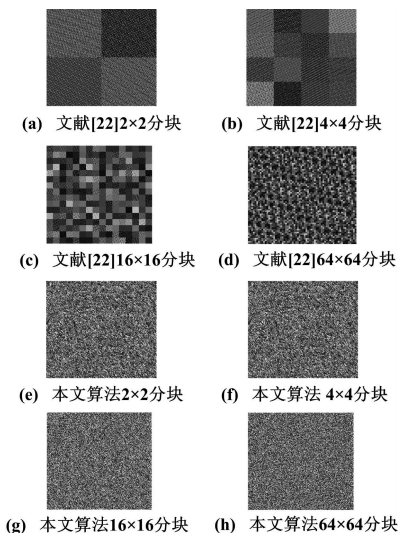 (a) 文献[22]2×2分块
(b) 文献[22]4×4分块
(c) 文献[22]16×16分块
(d) 文献[22]64×64分块
(e) 本文算法2×2分块
(f) 本文算法 4×4分块
(g) 本文算法16×16分块
(h) 本文算法64×64分块